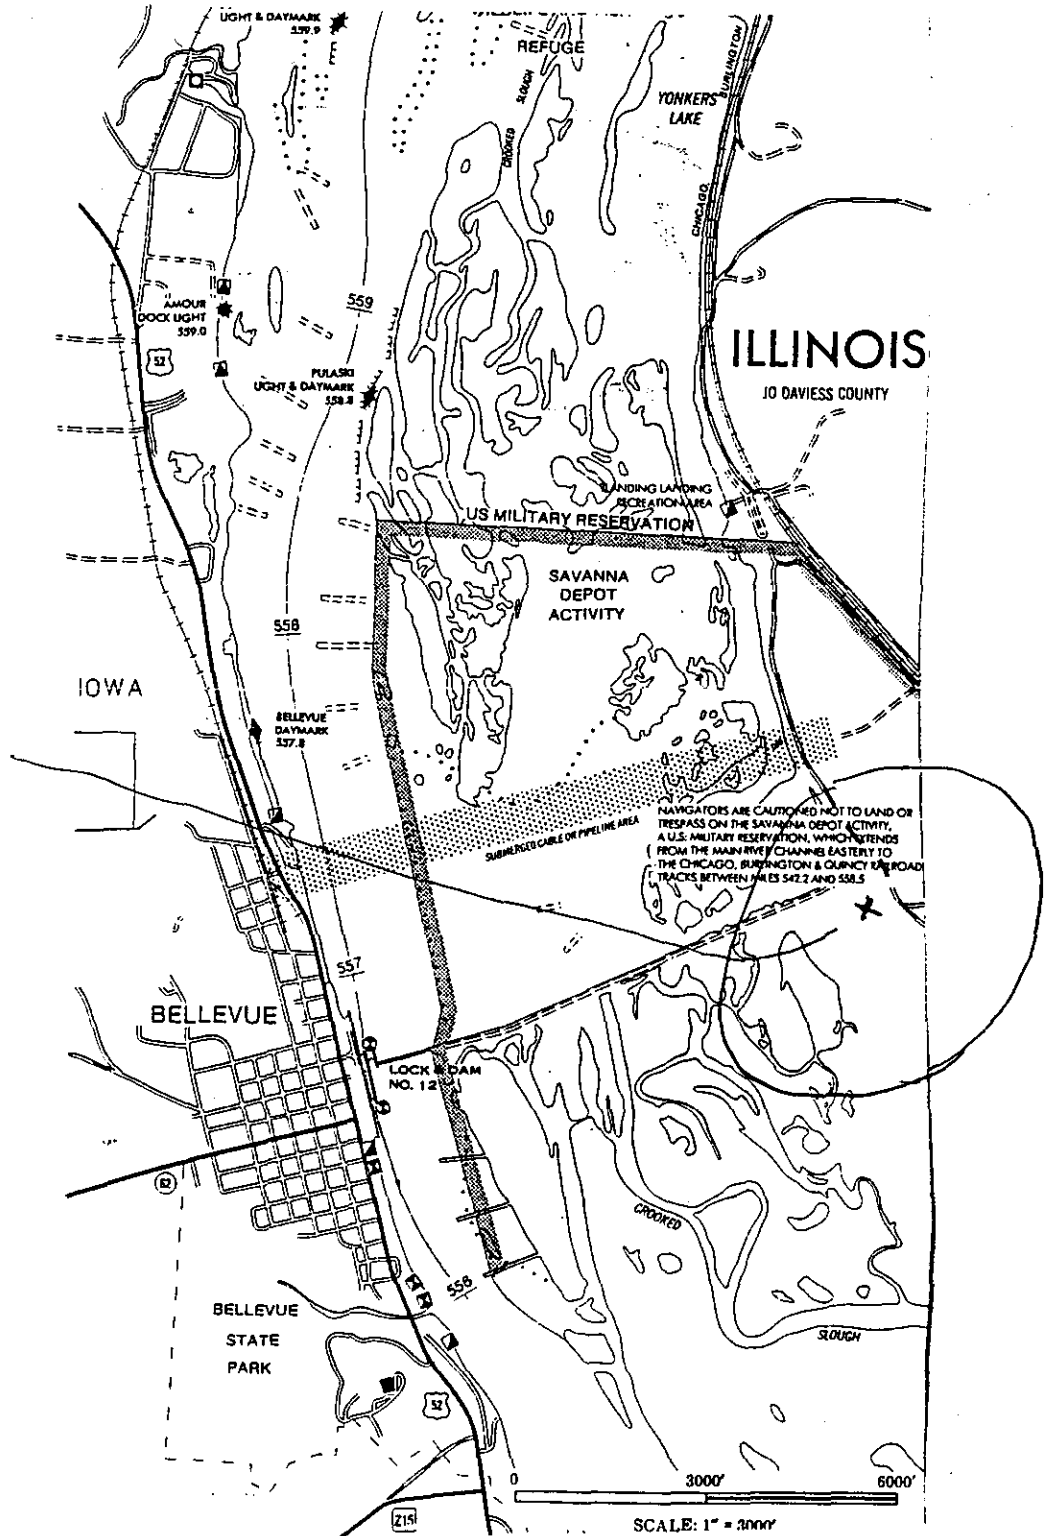 LIGHT & DAYMARK
559.9
REFUGE
CROOKED
SLOUGH
YONKERS
LAKE
BURLINGTON
CHICAGO
559
AMOUR
DOCK LIGHT
559.0
52
PULASKI
LIGHT & DAYMARK
558.8
ILLINOIS
JO DAVIESS COUNTY
LANDING LANDING
RECREATION AREA
US MILITARY RESERVATION
SAVANNA
DEPOT
ACTIVITY
558
IOWA
BELLEVUE
DAYMARK
557.8
NAVIGATORS ARE CAUTIONED NOT TO LAND OR
TRESPASS ON THE SAVANNA DEPOT ACTIVITY,
A U.S. MILITARY RESERVATION, WHICH EXTENDS
FROM THE MAIN RIVER CHANNEL EASTERLY TO
THE CHICAGO, BURLINGTON & QUINCY RAILROAD
TRACKS BETWEEN MILES 542.2 AND 558.5
SUBMERGED CABLE OR PIPELINE AREA
X
557
BELLEVUE
LOCK & DAM
NO. 12
62
CROOKED
SLOUGH
556
BELLEVUE
STATE
PARK
52
Z15
0 3000' 6000'
SCALE: 1" = 3000'